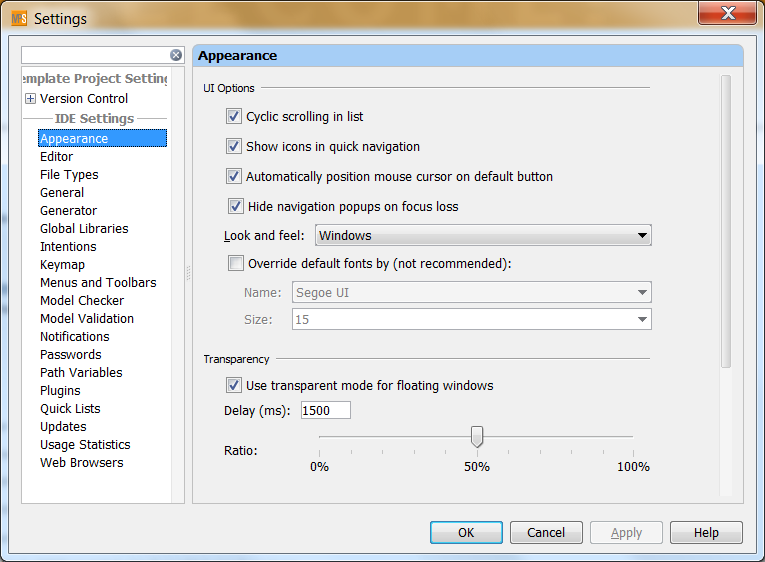 MPS Settings
Template Project Settings
Version Control
IDE Settings
Appearance
Editor
File Types
General
Generator
Global Libraries
Intentions
Keymap
Menus and Toolbars
Model Checker
Model Validation
Notifications
Passwords
Path Variables
Plugins
Quick Lists
Updates
Usage Statistics
Web Browsers
Appearance
UI Options
Cyclic scrolling in list
Show icons in quick navigation
Automatically position mouse cursor on default button
Hide navigation popups on focus loss
Look and feel: Windows
Override default fonts by (not recommended):
Name: Segoe UI
Size: 15
Transparency
Use transparent mode for floating windows
Delay (ms): 1500
Ratio:
0% 50% 100%
OK Cancel Apply Help